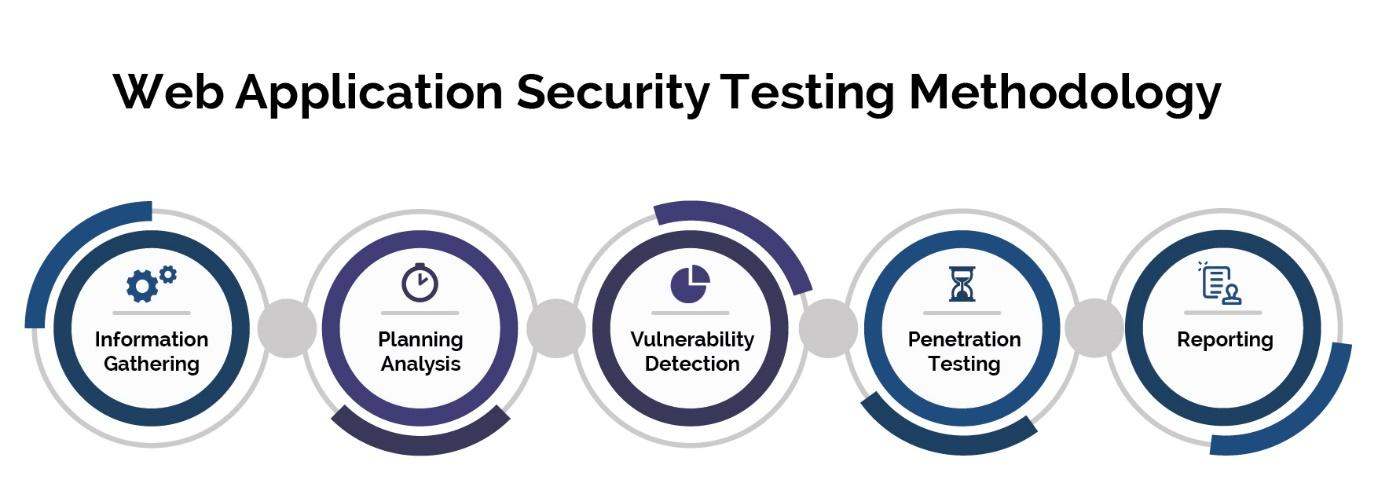 Web Application Security Testing Methodology
Information
Gathering
Planning
Analysis
Vulnerability
Detection
Penetration
Testing
Reporting